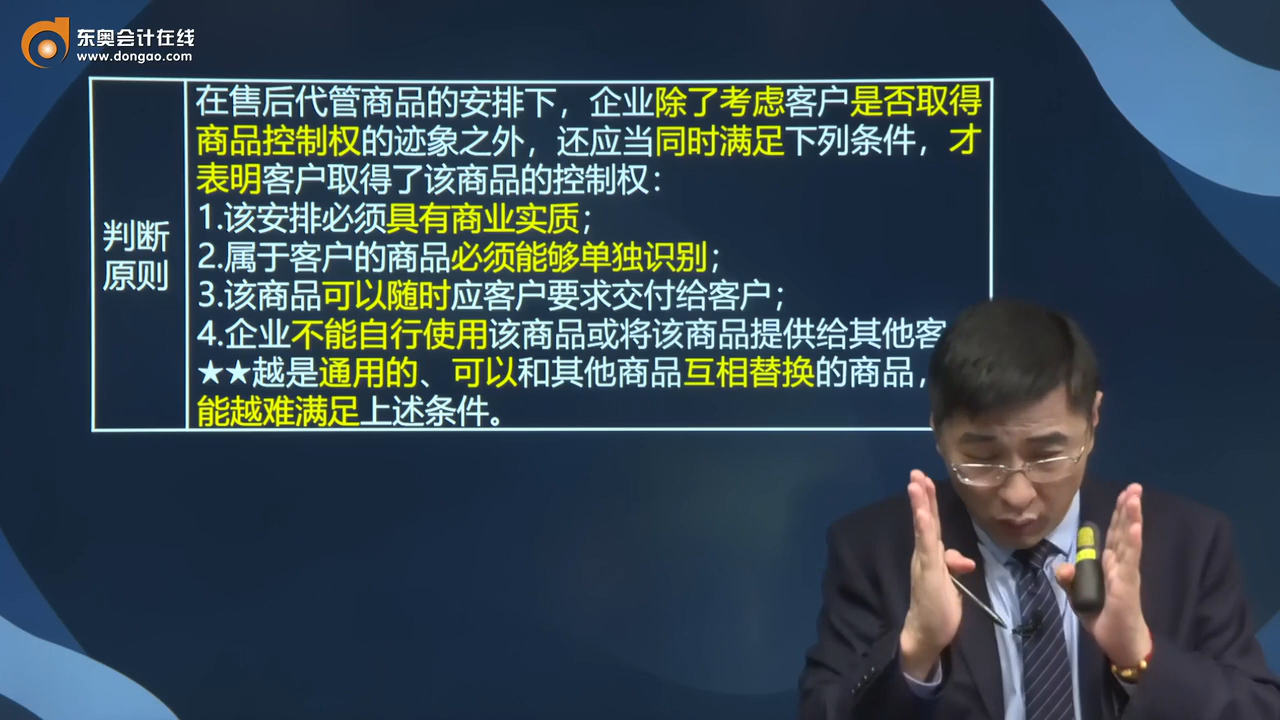 东奥会计在线
www.dongao.com
判断
原则
在售后代管商品的安排下，企业除了考虑客户是否取得
商品控制权的迹象之外，还应当同时满足下列条件，才
表明客户取得了该商品的控制权：
1.该安排必须具有商业实质；
2.属于客户的商品必须能够单独识别；
3.该商品可以随时应客户要求交付给客户；
4.企业不能自行使用该商品或将该商品提供给其他客
★★越是通用的、可以和其他商品互相替换的商品，
能越难满足上述条件。